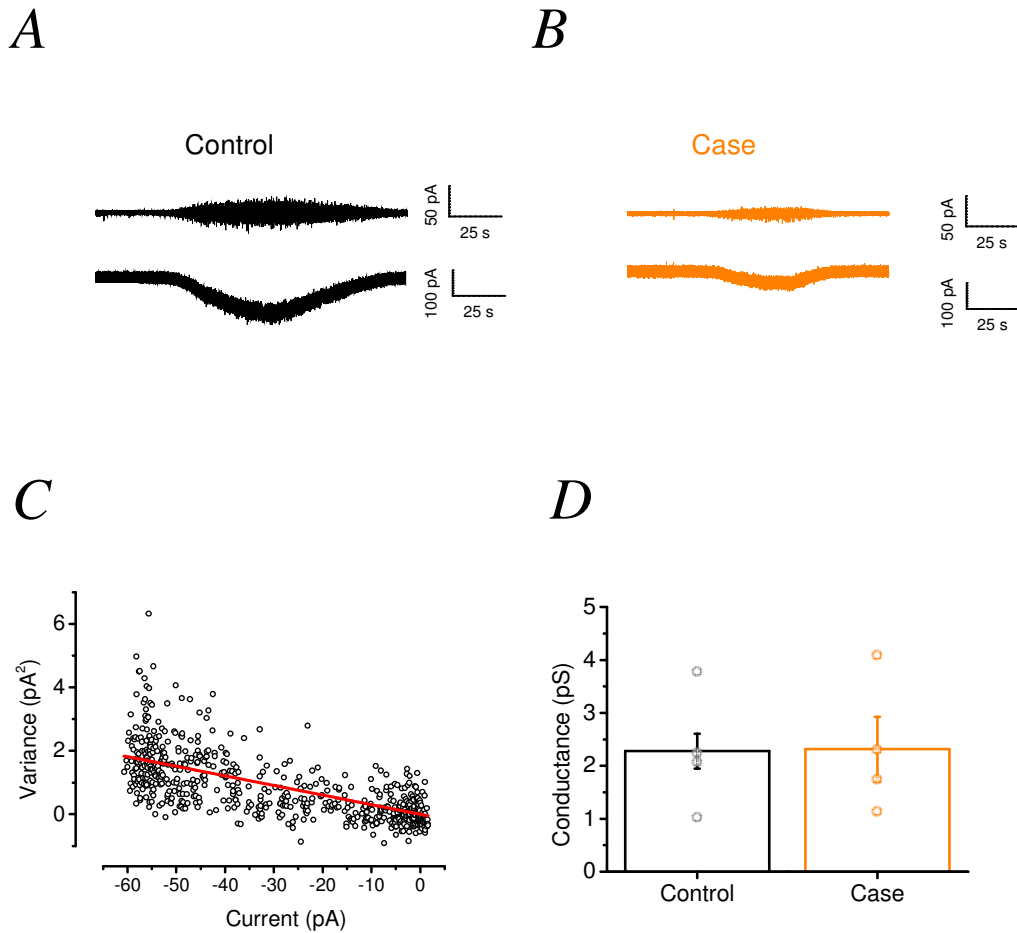 A
B
Control
Case
50 pA
25 s
100 pA
25 s
50 pA
25 s
100 pA
25 s
C
D
Variance (pA²)
6
4
2
0
-60 -50 -40 -30 -20 -10 0
Current (pA)
Conductance (pS)
5
4
3
2
1
0
Control Case